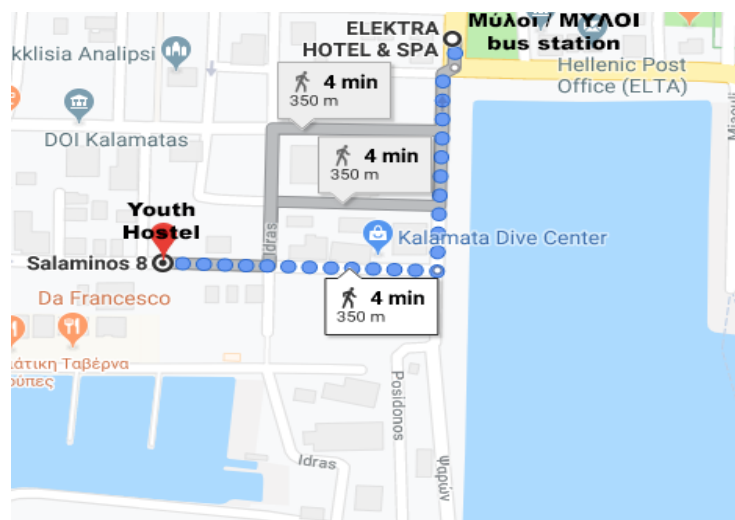 ELEKTRA
HOTEL & SPA
Μύλοι / ΜΥΛΟΙ
bus station
kklisia Analipsi
Hellenic Post
Office (ELTA)
4 min
350 m
DOI Kalamatas
4 min
350 m
Miaouli
Youth
Hostel
Idras
Kalamata Dive Center
Salaminos 8
4 min
350 m
Da Francesco
ιάτικη Ταβέρνα
ούπες
Posidonos
Idras
Ψαρών